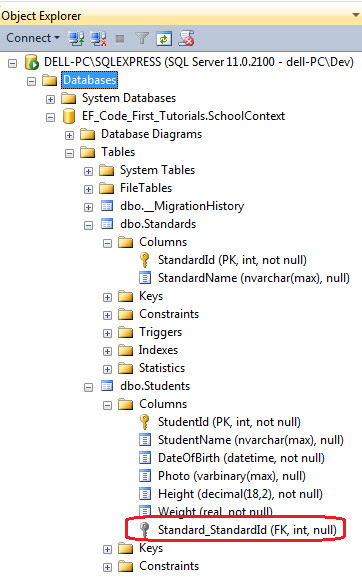 Object Explorer
Connect
DELL-PC\SQLEXPRESS (SQL Server 11.0.2100 - dell-PC\Dev)
Databases
System Databases
EF_Code_First_Tutorials.SchoolContext
Database Diagrams
Tables
System Tables
FileTables
dbo.__MigrationHistory
dbo.Standards
Columns
StandardId (PK, int, not null)
StandardName (nvarchar(max), null)
Keys
Constraints
Triggers
Indexes
Statistics
dbo.Students
Columns
StudentId (PK, int, not null)
StudentName (nvarchar(max), null)
DateOfBirth (datetime, not null)
Photo (varbinary(max), null)
Height (decimal(18,2), not null)
Weight (real, not null)
Standard_StandardId (FK, int, null)
Keys
Constraints